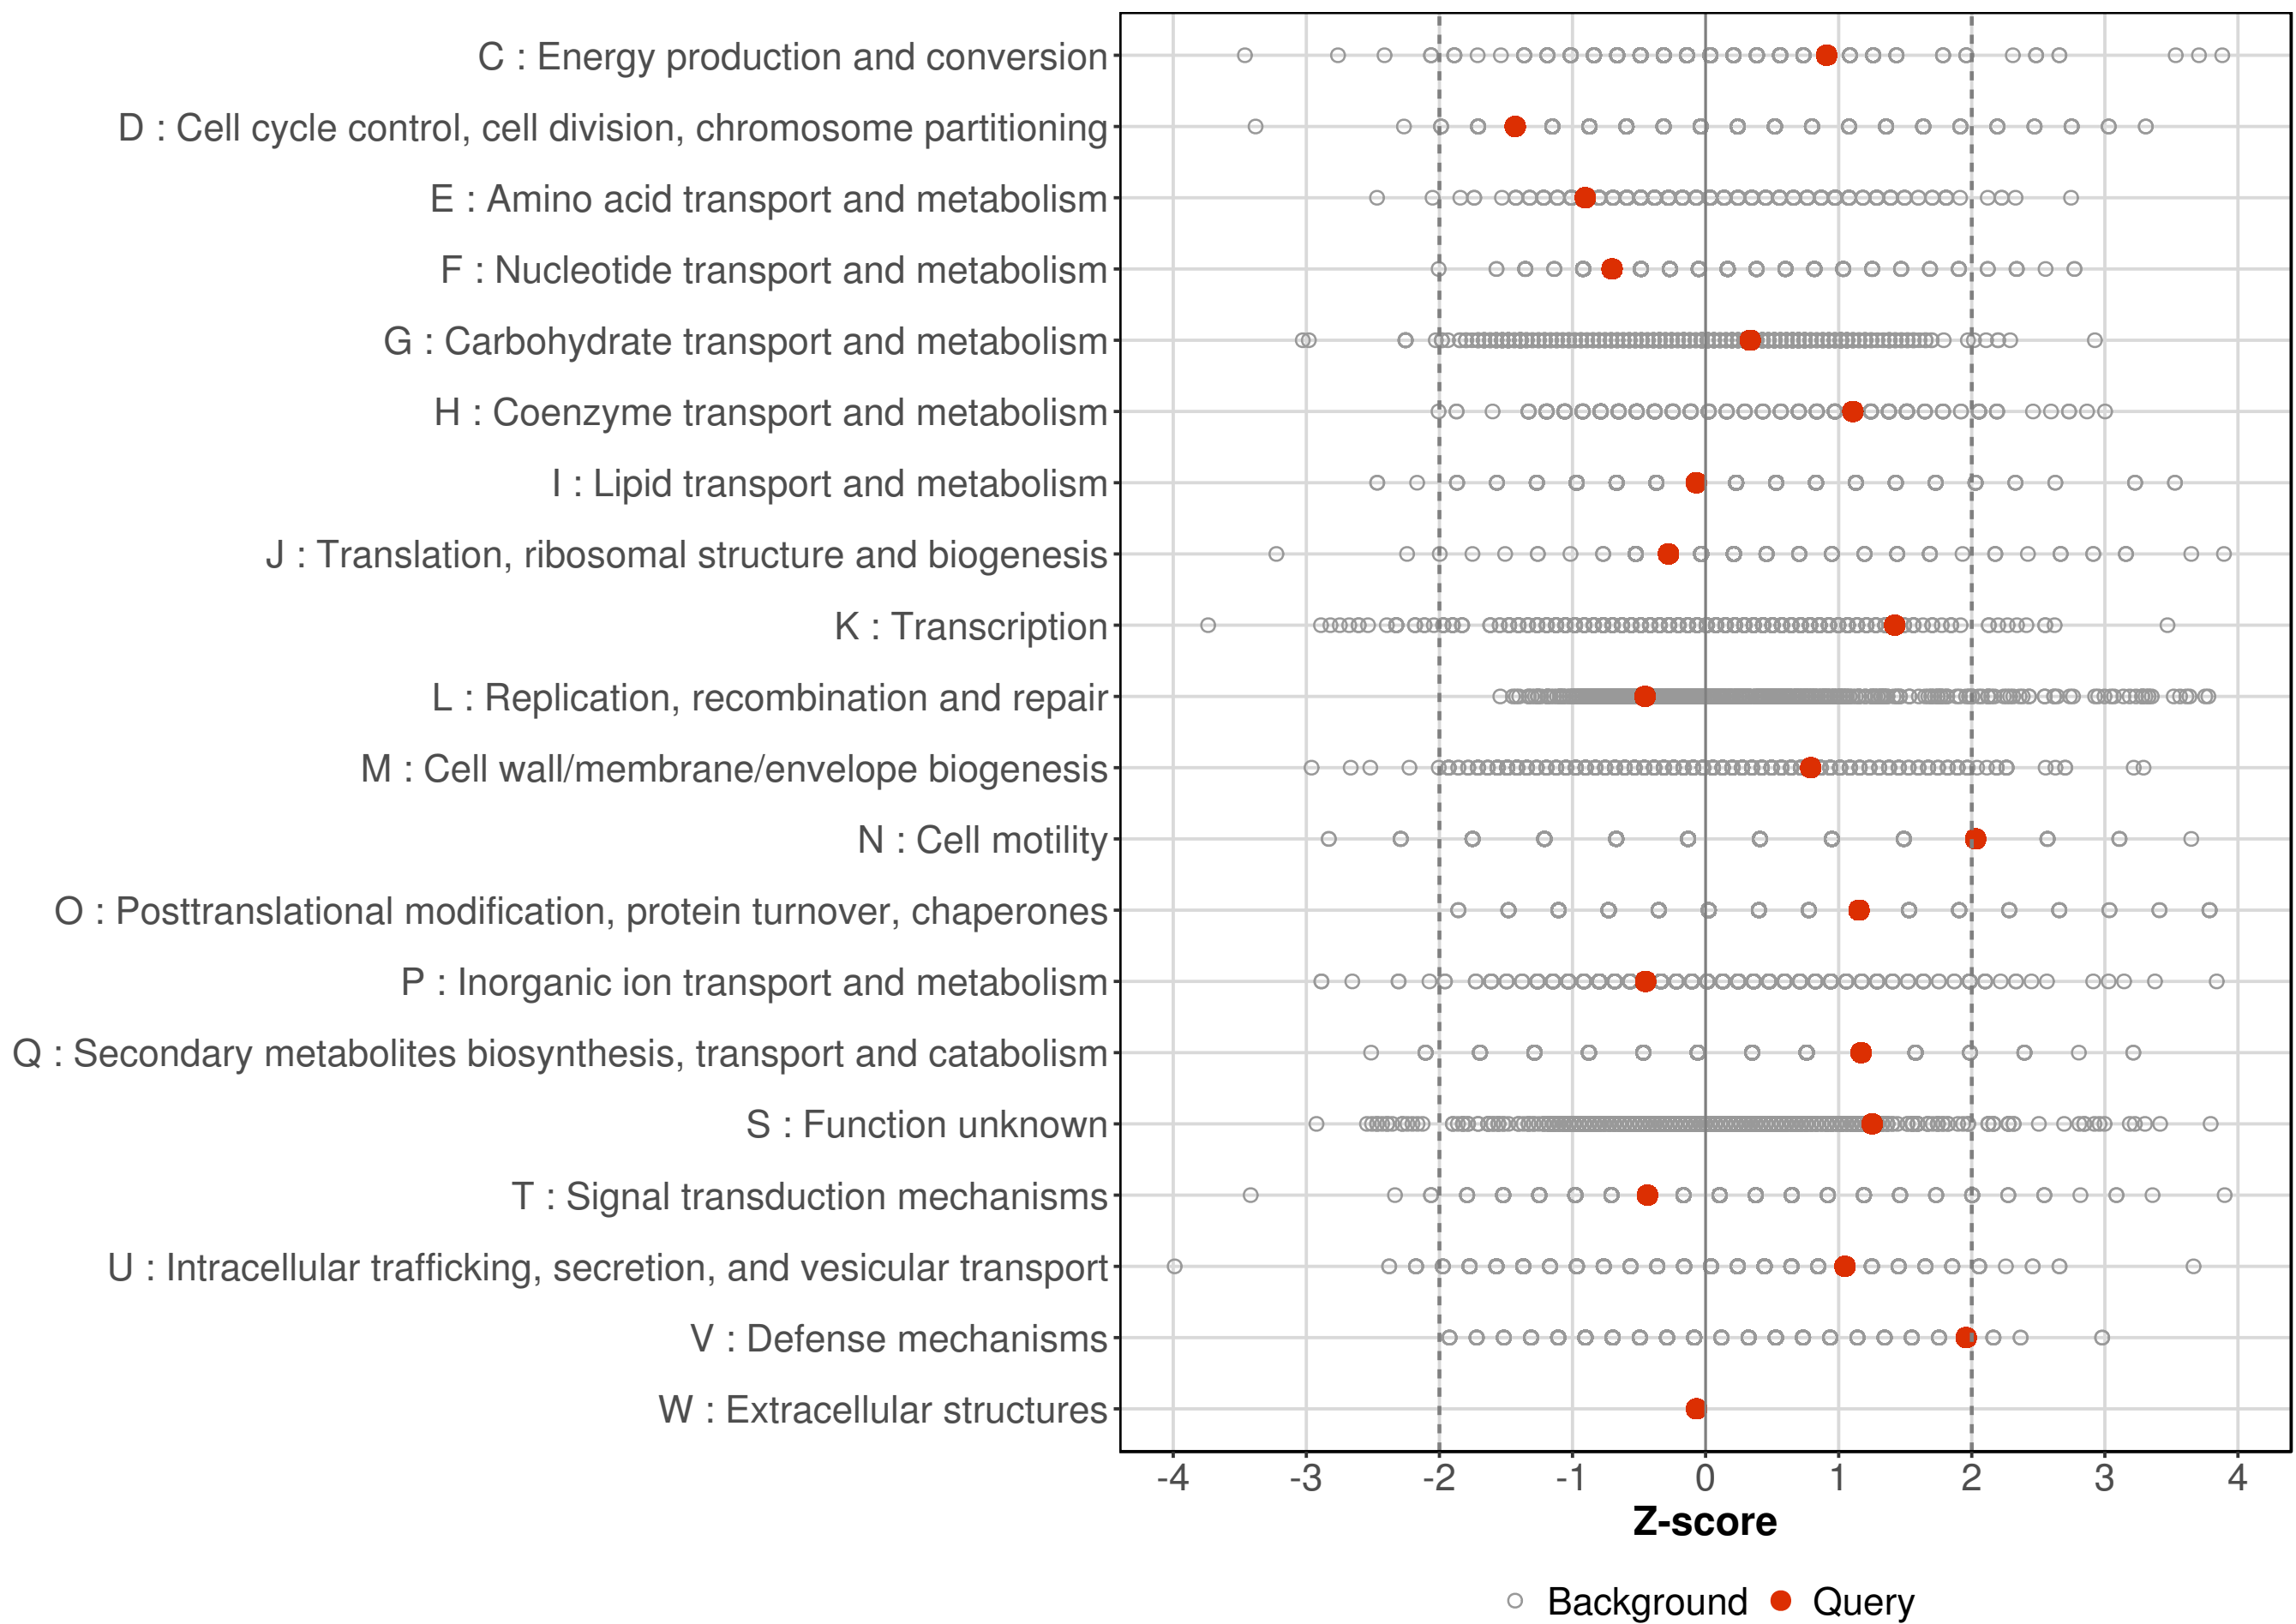 C : Energy production and conversion
D : Cell cycle control, cell division, chromosome partitioning
E : Amino acid transport and metabolism
F : Nucleotide transport and metabolism
G : Carbohydrate transport and metabolism
H : Coenzyme transport and metabolism
I : Lipid transport and metabolism
J : Translation, ribosomal structure and biogenesis
K : Transcription
L : Replication, recombination and repair
M : Cell wall/membrane/envelope biogenesis
N : Cell motility
O : Posttranslational modification, protein turnover, chaperones
P : Inorganic ion transport and metabolism
Q : Secondary metabolites biosynthesis, transport and catabolism
S : Function unknown
T : Signal transduction mechanisms
U : Intracellular trafficking, secretion, and vesicular transport
V : Defense mechanisms
W : Extracellular structures
-4 -3 -2 -1 0 1 2 3 4
Z-score
Background Query